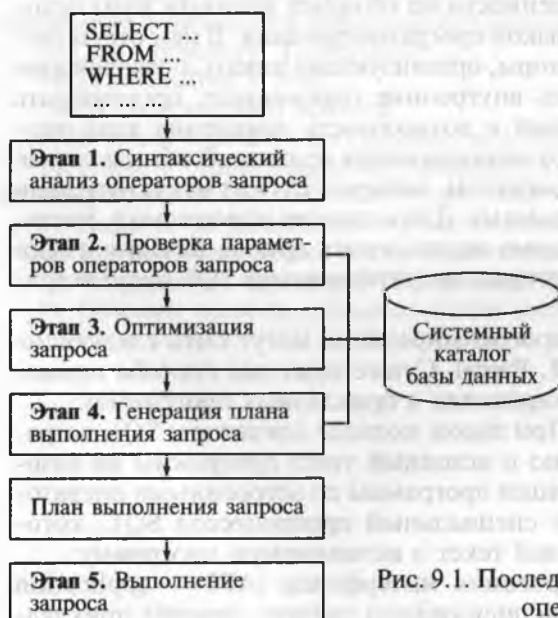 SELECT ...
FROM ...
WHERE ...
... ... ...
Этап 1. Синтаксический
анализ операторов запроса
Этап 2. Проверка парамет-
ров операторов запроса
Этап 3. Оптимизация
запроса
Этап 4. Генерация плана
выполнения запроса
План выполнения запроса
Этап 5. Выполнение
запроса
Системный
каталог
базы данных
Рис. 9.1. Послед
опе